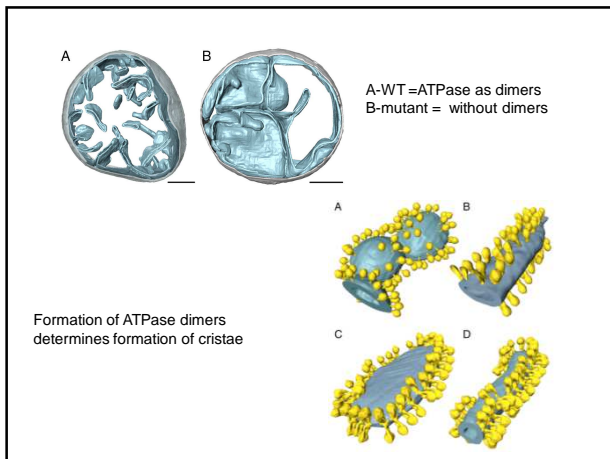 A
B
A-WT =ATPase as dimers
B-mutant = without dimers
A
B
Formation of ATPase dimers
determines formation of cristae
C
D